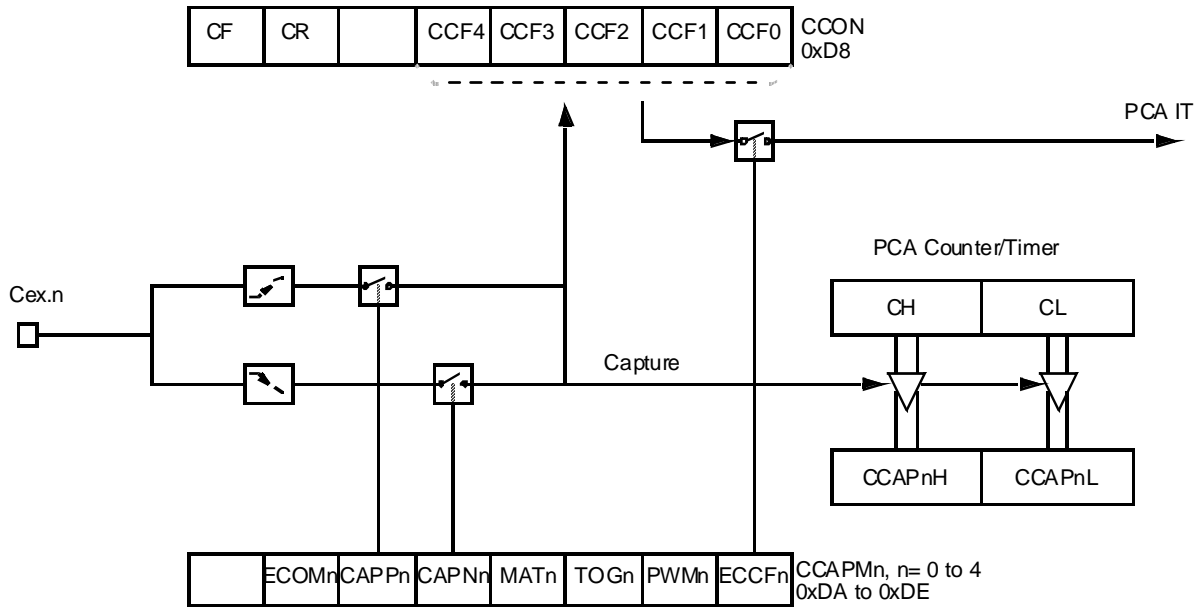 CF CR CCF4 CCF3 CCF2 CCF1 CCF0 CCON
0xD8
PCA IT
PCA Counter/Timer
Cex.n
CH CL
Capture
CCAPnH CCAPnL
ECOMn CAPPn CAPNn MATn TOGn PWMn ECCFn CCAPMn, n= 0 to 4
0xDA to 0xDE